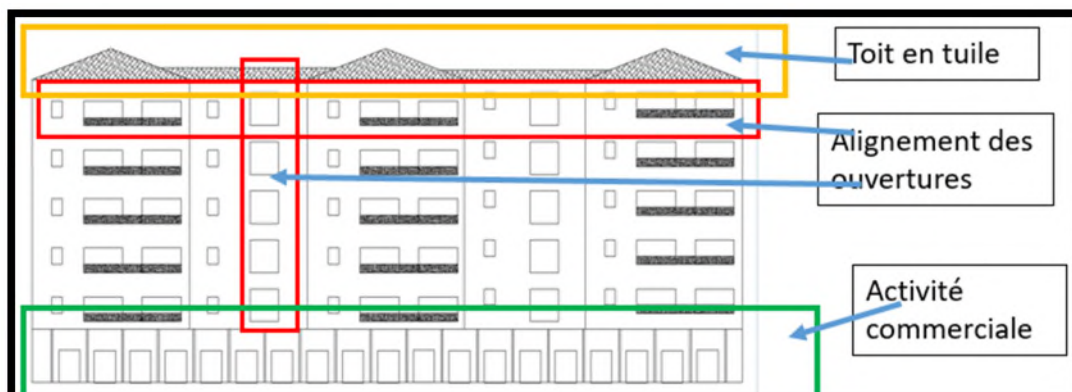 Toit en tuile
Alignement des
ouvertures
Activité
commerciale